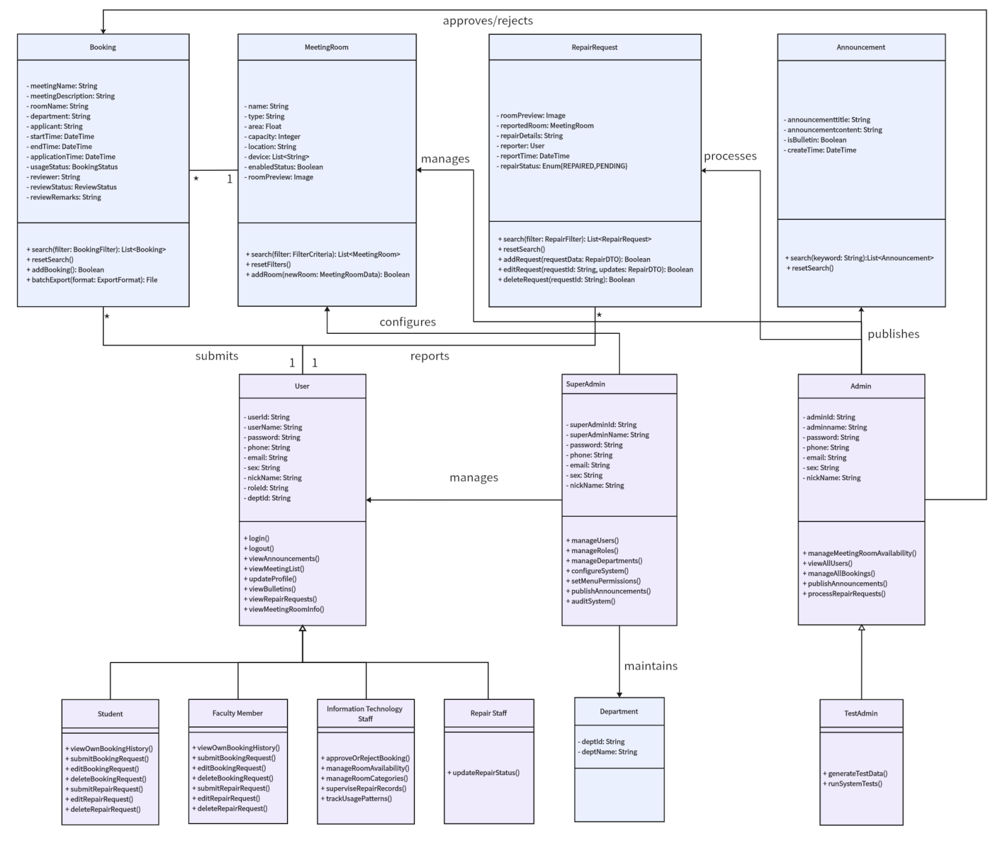 approves/rejects
Booking
- meetingName: String
- meetingDescription: String
- roomName: String
- department: String
- applicant: String
- startTime: DateTime
- endTime: DateTime
- applicationTime: DateTime
- usageStatus: BookingStatus
- reviewer: String
- reviewStatus: ReviewStatus
- reviewRemarks: String
+ search(filter: BookingFilter): List<Booking>
+ resetSearch()
+ addBooking(): Boolean
+ batchExport(format: ExportFormat): File
*
1
MeetingRoom
- name: String
- type: String
- area: Float
- capacity: Integer
- location: String
- device: List<String>
- enabledStatus: Boolean
- roomPreview: Image
+ search(filter: FilterCriteria): List<MeetingRoom>
+ resetFilters()
+ addRoom(newRoom: MeetingRoomData): Boolean
manages
RepairRequest
- roomPreview: Image
- reportedRoom: MeetingRoom
- repairDetails: String
- reporter: User
- reportTime: DateTime
- repairStatus: Enum{REPAIRED,PENDING}
+ search(filter: RepairFilter): List<RepairRequest>
+ resetSearch()
+ addRequest(requestData: RepairDTO): Boolean
+ editRequest(requestId: String, updates: RepairDTO): Boolean
+ deleteRequest(requestId: String): Boolean
processes
Announcement
- announcementtitle: String
- announcementcontent: String
- isBulletin: Boolean
- createTime: DateTime
+ search(keyword: String):List<Announcement>
+ resetSearch()
*
configures
*
publishes
submits
1
1
reports
User
- userId: String
- userName: String
- password: String
- phone: String
- email: String
- sex: String
- nickName: String
- roleId: String
- deptId: String
+ login()
+ logout()
+ viewAnnouncements()
+ viewMeetingList()
+ updateProfile()
+ viewBulletins()
+ viewRepairRequests()
+ viewMeetingRoomInfo()
manages
SuperAdmin
- superAdminId: String
- superAdminName: String
- password: String
- phone: String
- email: String
- sex: String
- nickName: String
+ manageUsers()
+ manageRoles()
+ manageDepartments()
+ configureSystem()
+ setMenuPermissions()
+ publishAnnouncements()
+ auditSystem()
Admin
- adminId: String
- adminname: String
- password: String
- phone: String
- email: String
- sex: String
- nickName: String
+ manageMeetingRoomAvailability()
+ viewAllUsers()
+ manageAllBookings()
+ publishAnnouncements()
+ processRepairRequests()
maintains
Student
+ viewOwnBookingHistory()
+ submitBookingRequest()
+ editBookingRequest()
+ deleteBookingRequest()
+ submitRepairRequest()
+ editRepairRequest()
+ deleteRepairRequest()
Faculty Member
+ viewOwnBookingHistory()
+ submitBookingRequest()
+ editBookingRequest()
+ deleteBookingRequest()
+ submitRepairRequest()
+ editRepairRequest()
+ deleteRepairRequest()
Information Technology
Staff
+ approveOrRejectBooking()
+ manageRoomAvailability()
+ manageRoomCategories()
+ superviseRepairRecords()
+ trackUsagePatterns()
Repair Staff
+ updateRepairStatus()
Department
- deptId: String
- deptName: String
TestAdmin
+ generateTestData()
+ runSystemTests()